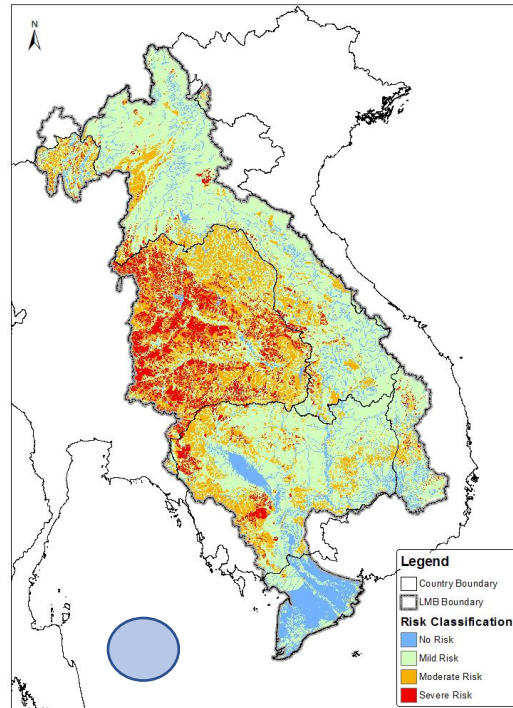 N
Legend
Country Boundary
LMB Boundary
Risk Classification
No Risk
Mild Risk
Moderate Risk
Severe Risk